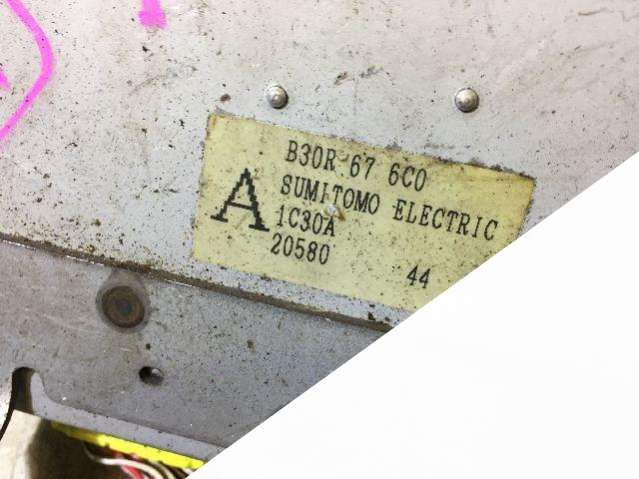 B30R 67 6C0
A
SUMITOMO ELECTRIC
1C30A
20580 44